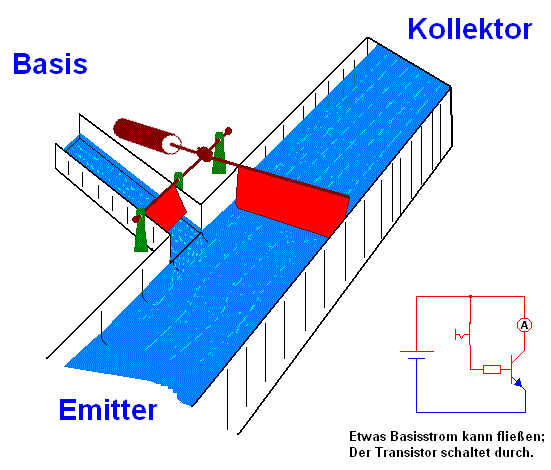 Kollektor
Basis
Emitter
A
Etwas Basisstrom kann fließen;
Der Transistor schaltet durch.